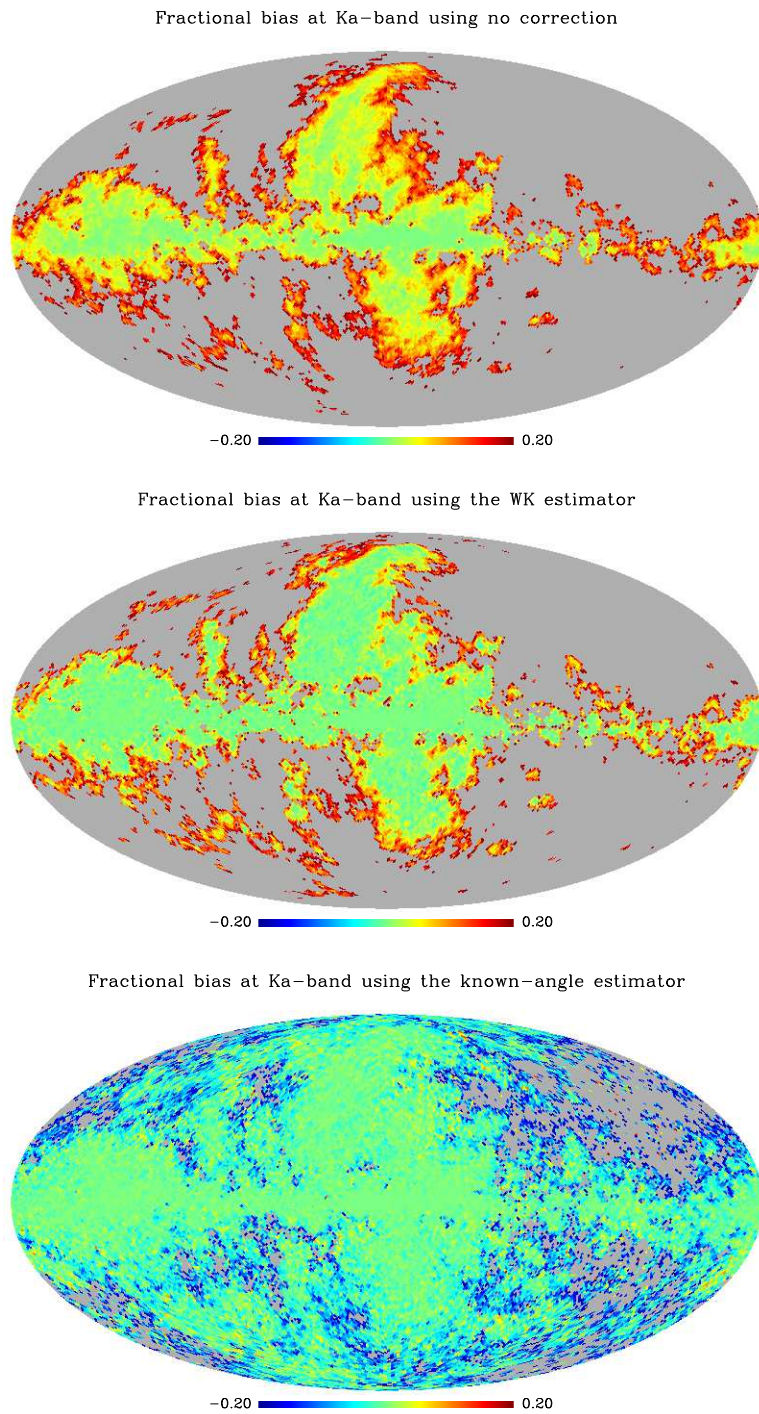 Fractional bias at Ka−band using no correction
−0.20 0.20
Fractional bias at Ka−band using the WK estimator
−0.20 0.20
Fractional bias at Ka−band using the known−angle estimator
−0.20 0.20